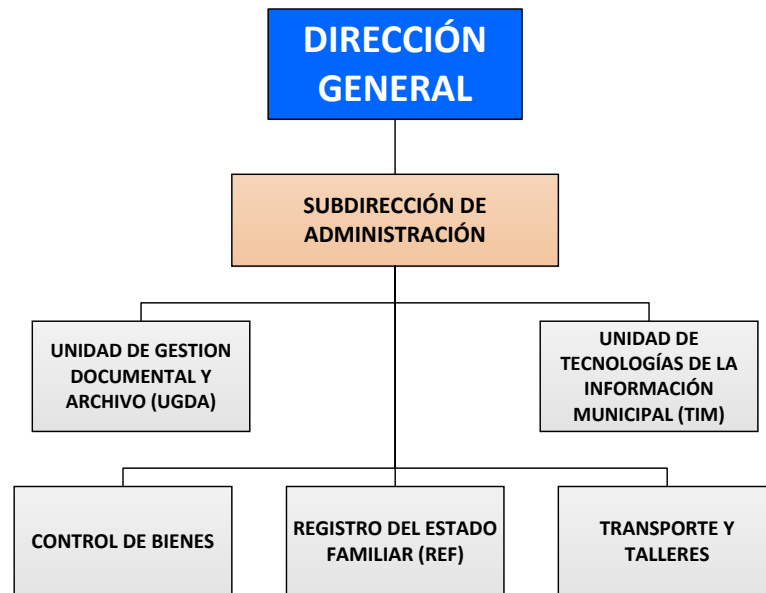 DIRECCIÓN
GENERAL
SUBDIRECCIÓN DE
ADMINISTRACIÓN
UNIDAD DE GESTION
DOCUMENTAL Y
ARCHIVO (UGDA)
UNIDAD DE
TECNOLOGÍAS DE LA
INFORMACIÓN
MUNICIPAL (TIM)
CONTROL DE BIENES
REGISTRO DEL ESTADO
FAMILIAR (REF)
TRANSPORTE Y
TALLERES